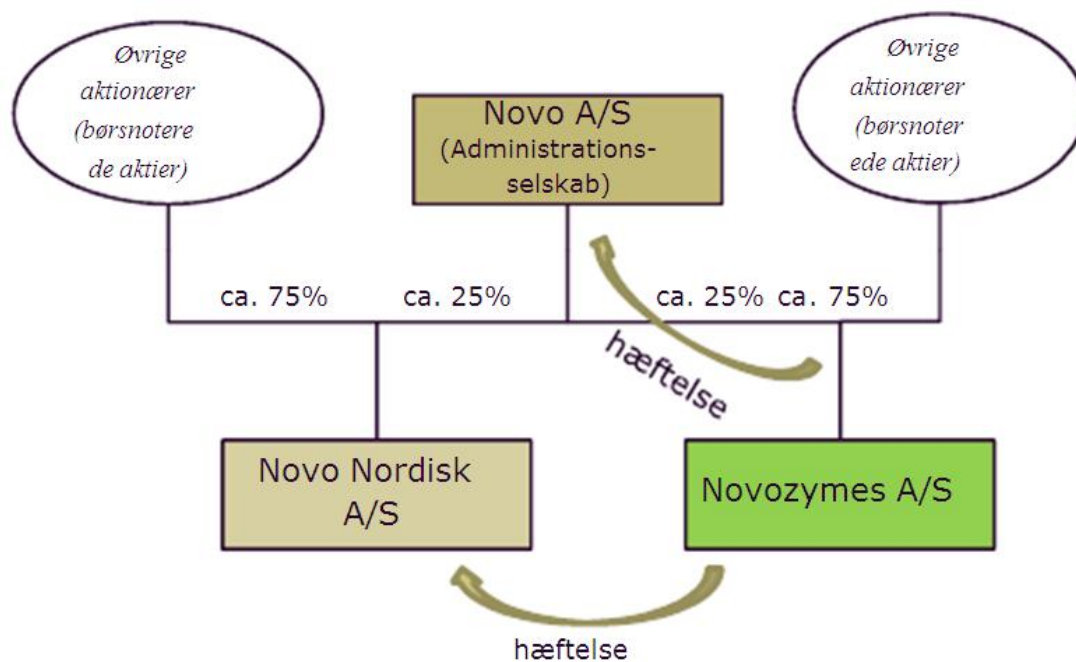 Øvrige
aktionærer
(børsnotere
de aktier)
Novo A/S
(Administrations-
selskab)
Øvrige
aktionærer
(børsnoter
ede aktier)
ca. 75%
ca. 25%
ca. 25%
ca. 75%
hæftelse
Novo Nordisk
A/S
Novozymes A/S
hæftelse